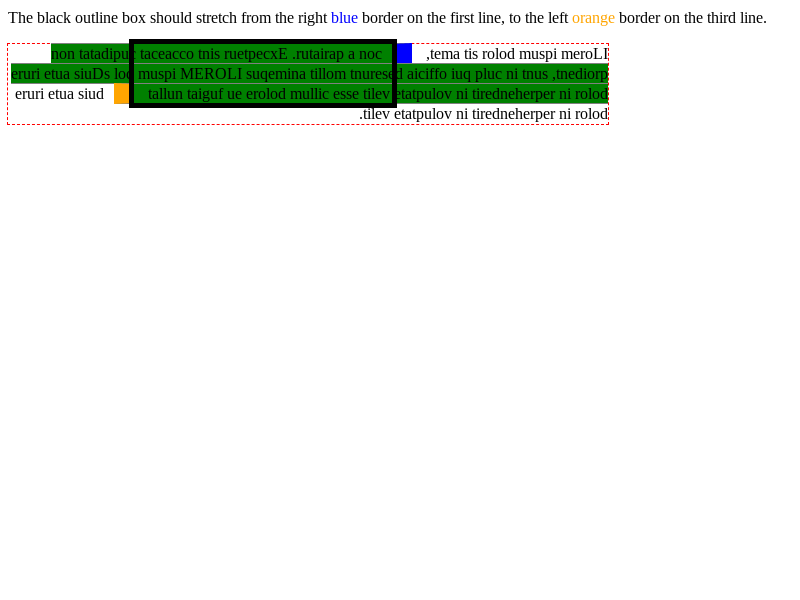 The black outline box should stretch from the right blue border on the first line, to the left orange border on the third line.
non tatadipuc taceacco tnis ruetpecxE .rutairap a noc ,tema tis rolod muspi meroLI
eruri etua siuDs loc muspi MEROLI suqemina tillom tnuresed aiciffo iuq pluc ni tnus ,tnediorp
eruri etua siud tallun taiguf ue erolod mullic esse tilev etatpulov ni tiredneherper ni rolod
.tilev etatpulov ni tiredneherper ni rolod